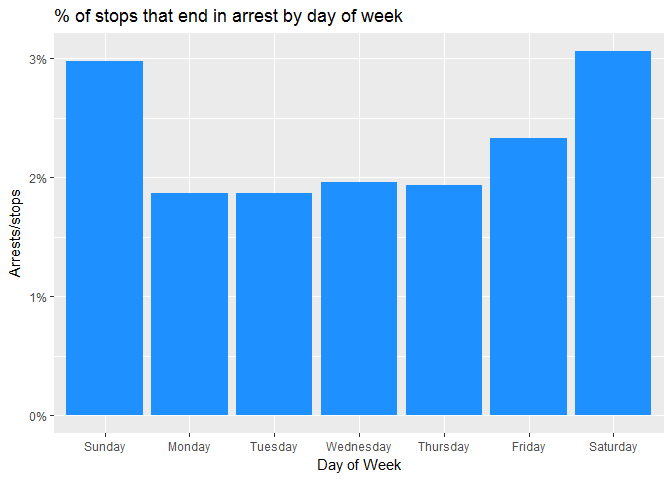 % of stops that end in arrest by day of week
Arrests/stops
3%
2%
1%
0%
Sunday Monday Tuesday Wednesday Thursday Friday Saturday
Day of Week